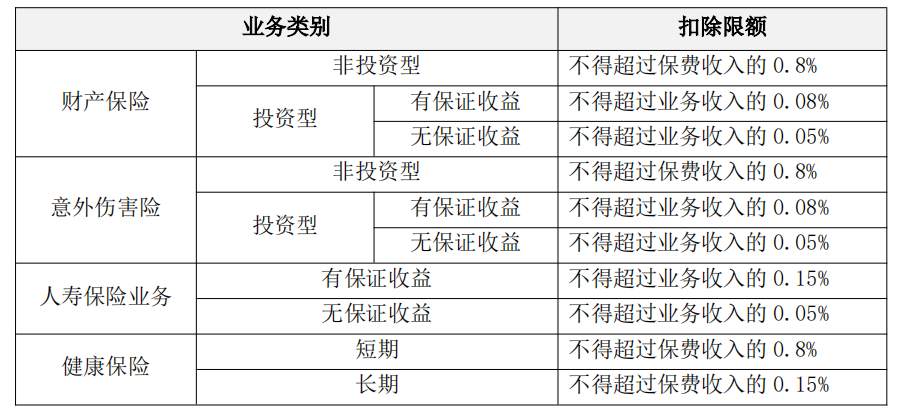 业务类别 扣除限额
财产保险 非投资型 不得超过保费收入的 0.8%
投资型 有保证收益 不得超过业务收入的 0.08%
无保证收益 不得超过业务收入的 0.05%
意外伤害险 非投资型 不得超过保费收入的 0.8%
投资型 有保证收益 不得超过业务收入的 0.08%
无保证收益 不得超过业务收入的 0.05%
人寿保险业务 有保证收益 不得超过业务收入的 0.15%
无保证收益 不得超过业务收入的 0.05%
健康保险 短期 不得超过保费收入的 0.8%
长期 不得超过保费收入的 0.15%